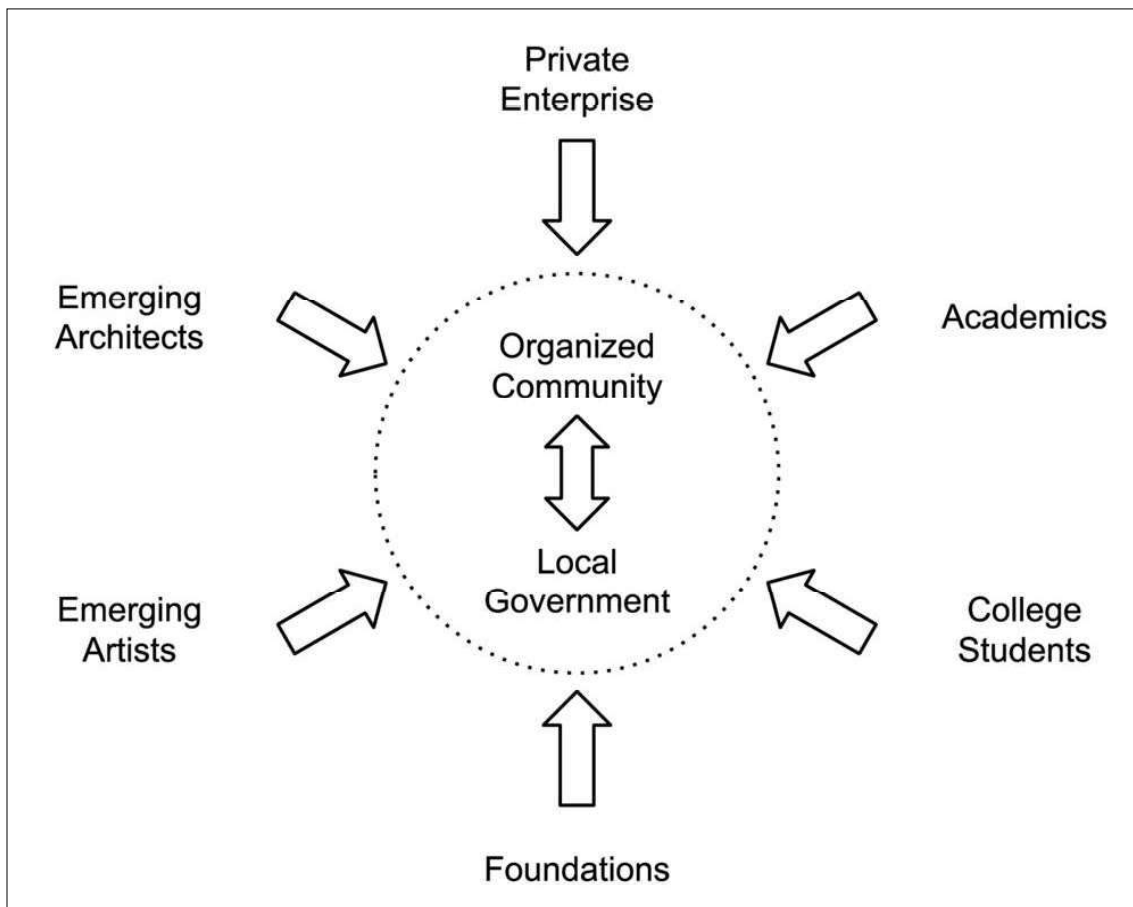 Private
Enterprise
Emerging
Architects
Academics
Organized
Community
Local
Government
Emerging
Artists
College
Students
Foundations